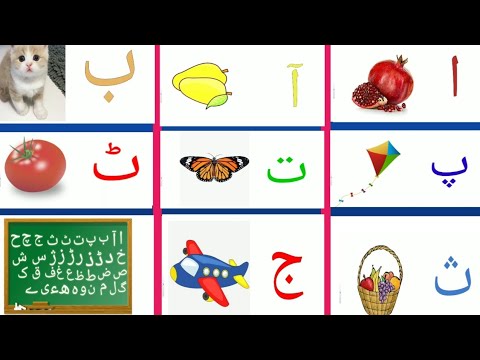 ا آ ب
پ ت ٹ
ث ج
ا آ ب پ ت ٹ ث ج چ ح
خ د ڈ ذ ر ڑ ز ژ س ش
ص ض ط ظ ع غ ف ق ک
گ ل م ن و ہ ھ ء ی ے